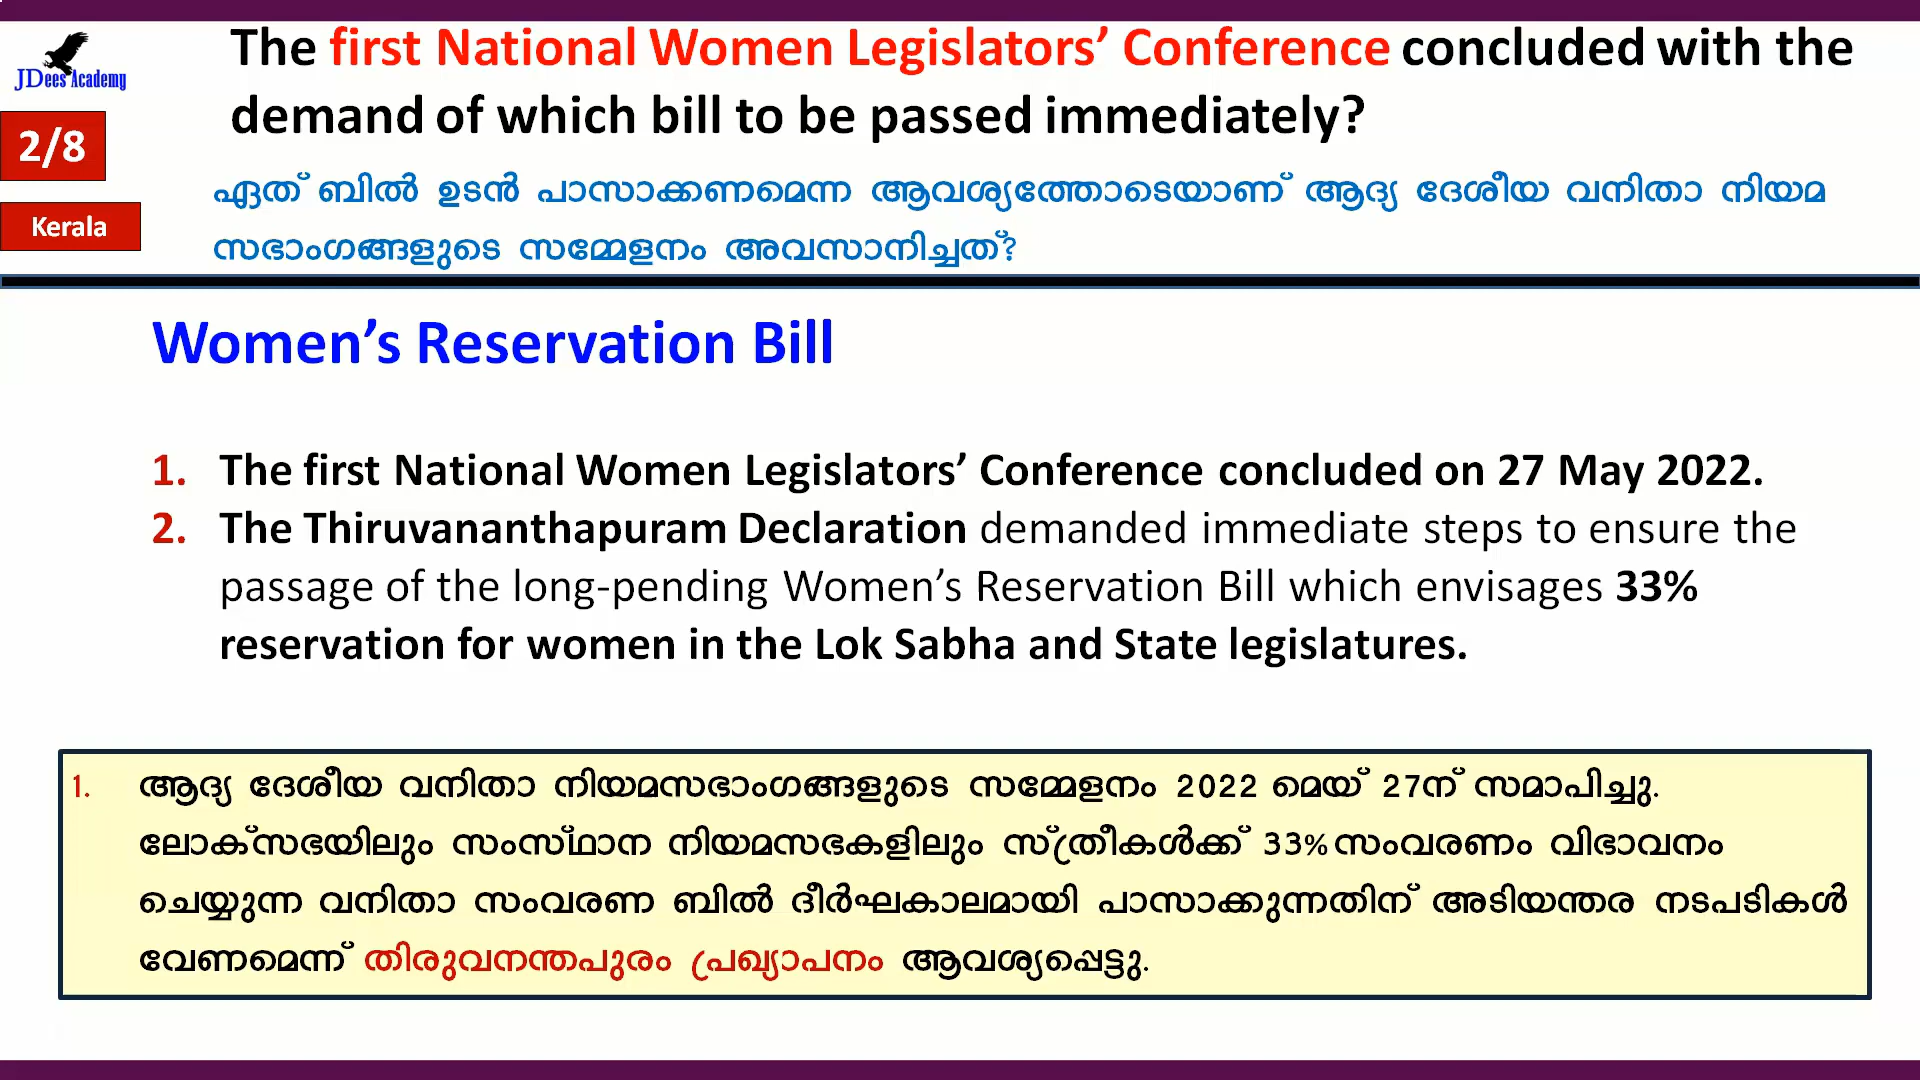 JDees Academy
The first National Women Legislators’ Conference concluded with the
demand of which bill to be passed immediately?
2/8
ഏത് ബിൽ ഉടൻ പാസാക്കണമെന്ന ആവശ്യത്തോടെയാണ് ആദ്യ ദേശീയ വനിതാ നിയമ
Kerala
സഭാംഗങ്ങളുടെ സമ്മേളനം അവസാനിച്ചത്?
Women’s Reservation Bill
1. The first National Women Legislators’ Conference concluded on 27 May 2022.
2. The Thiruvananthapuram Declaration demanded immediate steps to ensure the
passage of the long-pending Women’s Reservation Bill which envisages 33%
reservation for women in the Lok Sabha and State legislatures.
1. ആദ്യ ദേശീയ വനിതാ നിയമസഭാംഗങ്ങളുടെ സമ്മേളനം 2022 മെയ് 27ന് സമാപിച്ചു.
ലോക്സഭയിലും സംസ്ഥാന നിയമസഭകളിലും സ്ത്രീകൾക്ക് 33% സംവരണം വിഭാവനം
ചെയ്യുന്ന വനിതാ സംവരണ ബിൽ ദീർഘകാലമായി പാസാക്കുന്നതിന് അടിയന്തര നടപടികൾ
വേണമെന്ന് തിരുവനന്തപുരം പ്രഖ്യാപനം ആവശ്യപ്പെട്ടു.